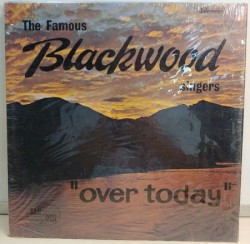 The Famous
Blackwood
singers
"over today"